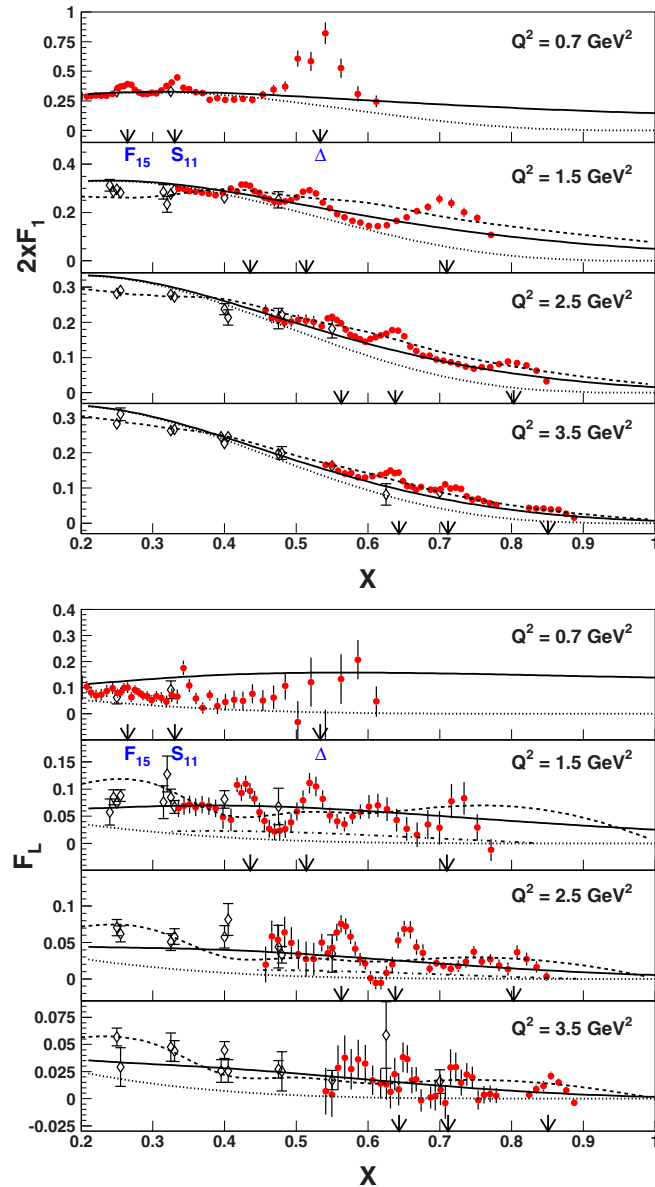 1
Q² = 0.7 GeV²
0.75
0.5
0.25
0
F₁₅
S₁₁
Δ
2xF₁
Q² = 1.5 GeV²
0.4
0.2
0
Q² = 2.5 GeV²
0.3
0.2
0.1
0
Q² = 3.5 GeV²
0.3
0.2
0.1
0
0.2 0.3 0.4 0.5 0.6 0.7 0.8 0.9 1
X
0.4
Q² = 0.7 GeV²
0.3
0.2
0.1
0
F₁₅
S₁₁
Δ
F_L
Q² = 1.5 GeV²
0.15
0.1
0.05
0
Q² = 2.5 GeV²
0.1
0.05
0
Q² = 3.5 GeV²
0.075
0.05
0.025
0
-0.025
0.2 0.3 0.4 0.5 0.6 0.7 0.8 0.9 1
X